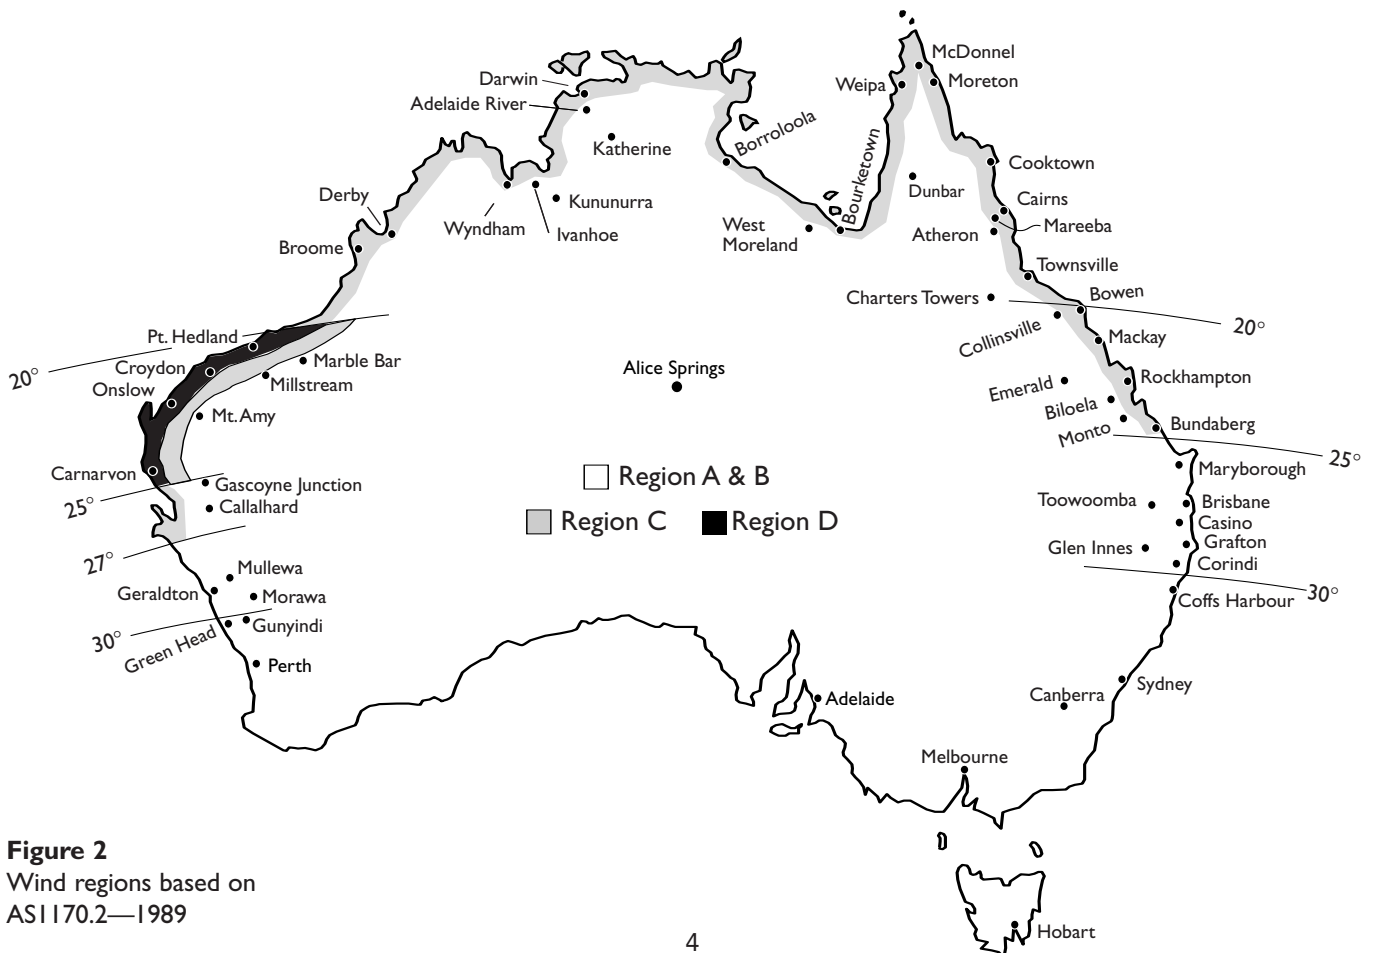 McDonnel
Darwin
Weipa
Moreton
Adelaide River
Katherine
Borroloola
Bourketown
Cooktown
Derby
Dunbar
Kununurra
Cairns
Wyndham
Ivanhoe
West
Moreland
Mareeba
Atheron
Broome
Townsville
Charters Towers
Bowen
20°
Pt. Hedland
Collinsville
Mackay
20°
Croydon
Marble Bar
Alice Springs
Onslow
Millstream
Emerald
Rockhampton
Mt. Amy
Biloela
Monto
Bundaberg
25°
Carnarvon
Region A & B
Maryborough
25°
Gascoyne Junction
Callalhard
Toowoomba
Brisbane
Region C
Region D
Casino
27°
Glen Innes
Grafton
Mullewa
Corindi
Geraldton
Morawa
30°
Coffs Harbour
30°
Green Head
Gunyindi
Perth
Adelaide
Canberra
Sydney
Melbourne
Figure 2
Wind regions based on
AS1170.2—1989
Hobart
4